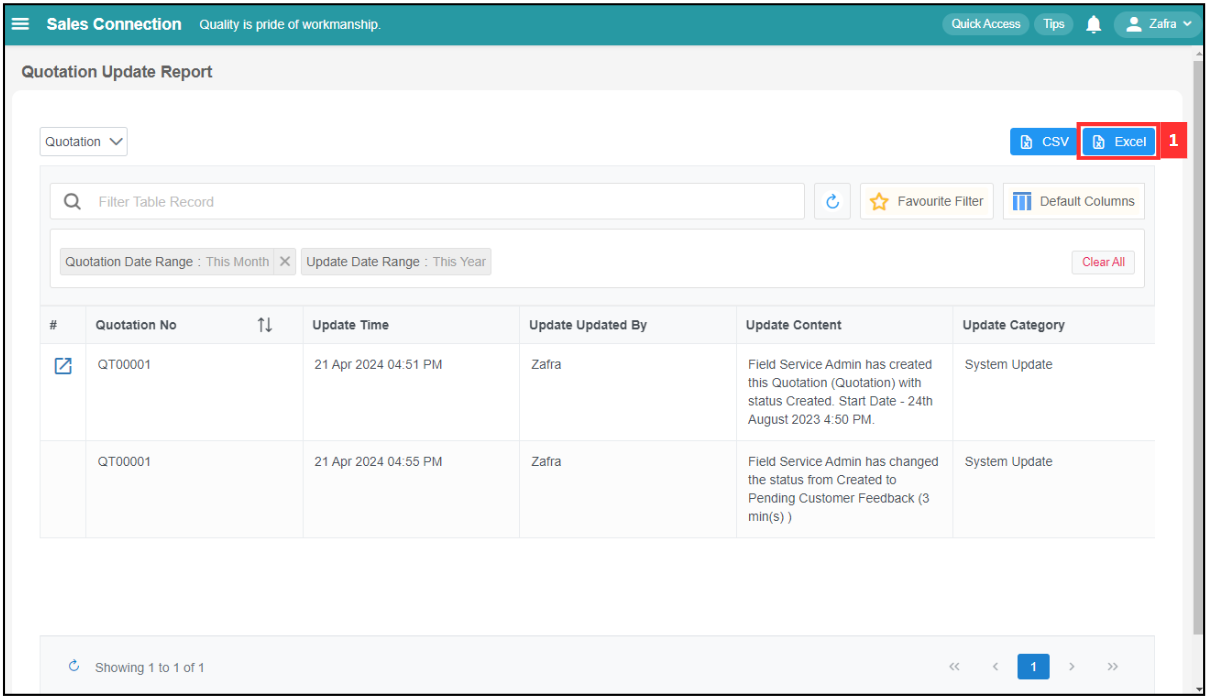 Sales Connection Quality is pride of workmanship. Quick Access Tips Zafra
Quotation Update Report
Quotation CSV Excel 1
Filter Table Record Favourite Filter Default Columns
Quotation Date Range : This Month Update Date Range : This Year Clear All
# Quotation No Update Time Update Updated By Update Content Update Category
QT00001 21 Apr 2024 04:51 PM Zafra Field Service Admin has created System Update
this Quotation (Quotation) with
status Created. Start Date - 24th
August 2023 4:50 PM.
QT00001 21 Apr 2024 04:55 PM Zafra Field Service Admin has changed System Update
the status from Created to
Pending Customer Feedback (3
min(s) )
Showing 1 to 1 of 1 << < 1 > >>